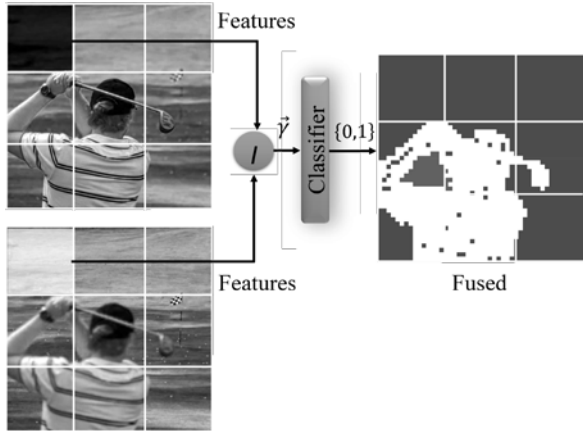 Features
I
γ⃗
Classifier
{0,1}
Features
Fused